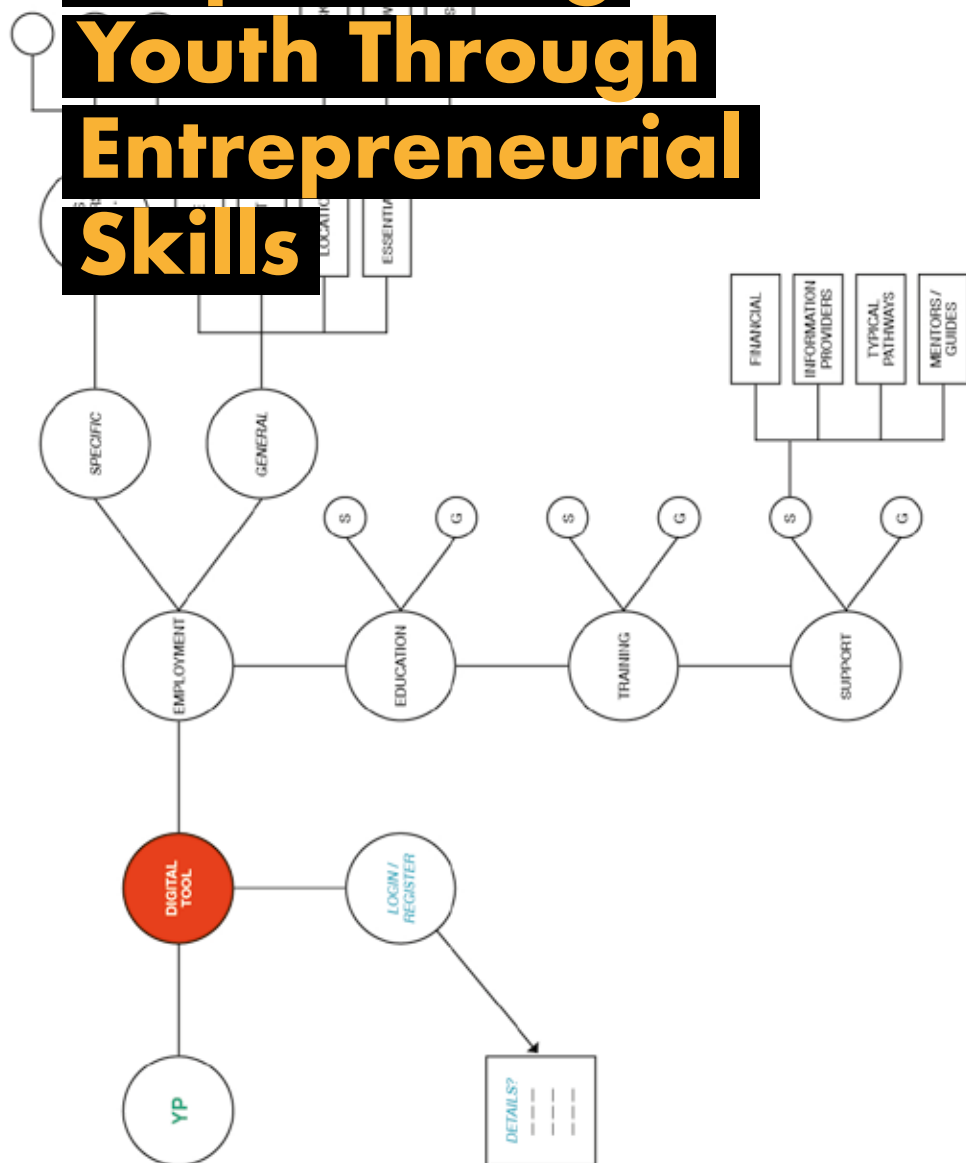 Youth Through
Entrepreneurial
Skills
FINANCIAL
INFORMATION
PROVIDERS
TYPICAL
PATHWAYS
MENTORS /
GUIDES
SPECIFIC
GENERAL
S
G
S
G
S
G
EMPLOYMENT
EDUCATION
TRAINING
SUPPORT
DIGITAL
TOOL
LOGIN /
REGISTER
YP
DETAILS?